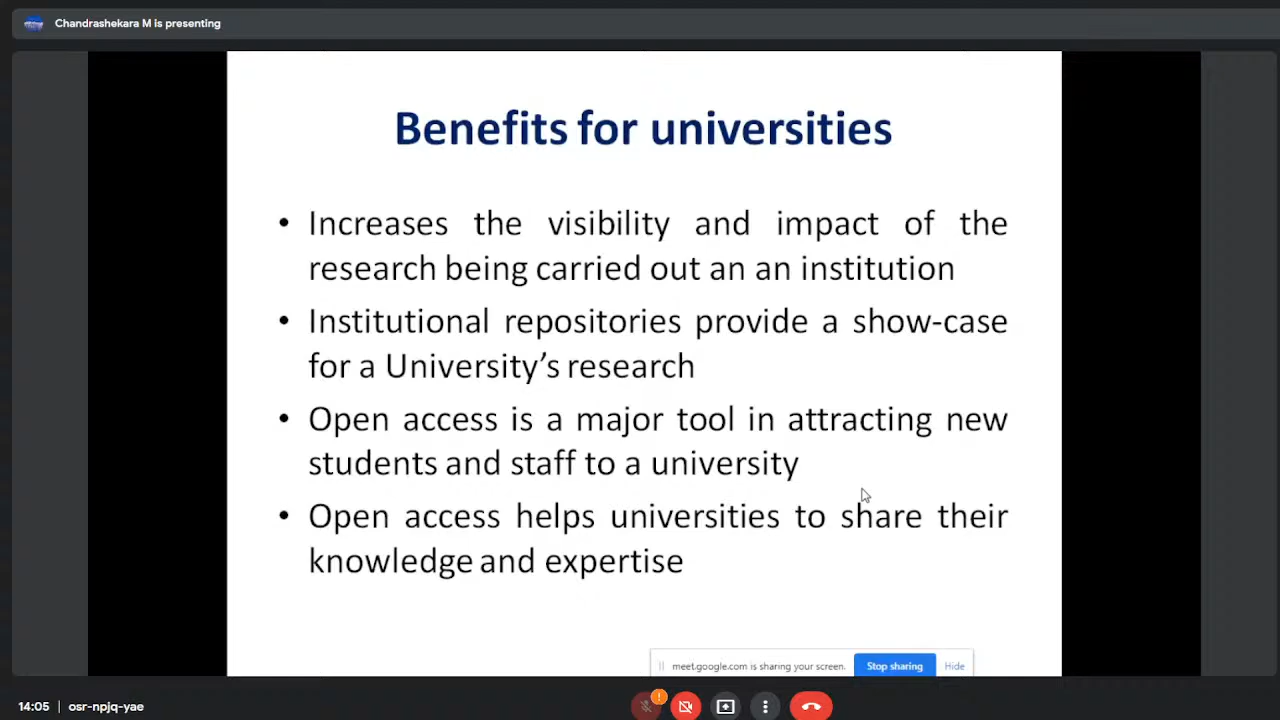 Chandrashekara M is presenting
Benefits for universities
• Increases the visibility and impact of the
research being carried out an an institution
• Institutional repositories provide a show-case
for a University's research
• Open access is a major tool in attracting new
students and staff to a university
• Open access helps universities to share their
knowledge and expertise
meet.google.com is sharing your screen. Stop sharing Hide
14:05 | osr-npjq-yae